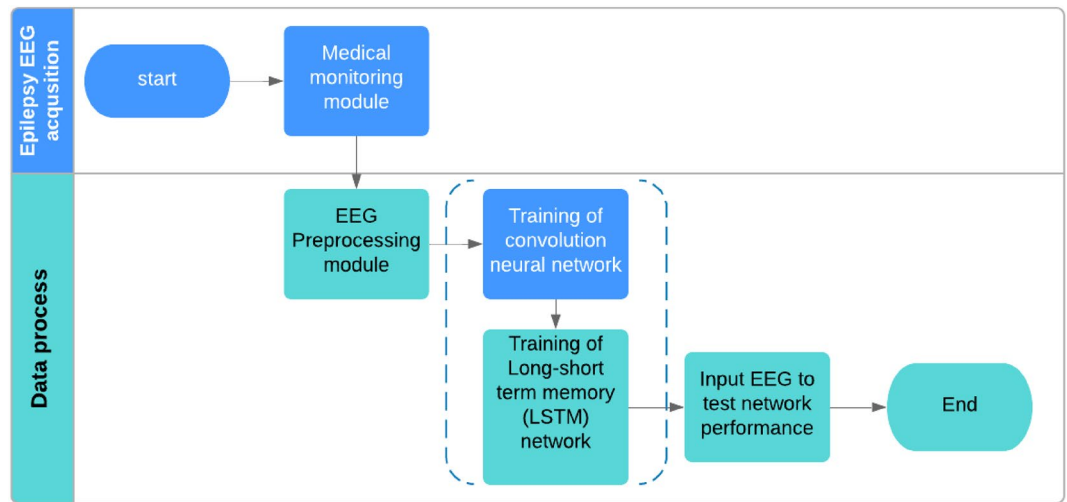 Epilepsy EEG
acqusition
start
Medical
monitoring
module
Data process
EEG
Preprocessing
module
Training of
convolution
neural network
Training of
Long-short
term memory
(LSTM)
network
Input EEG to
test network
performance
End